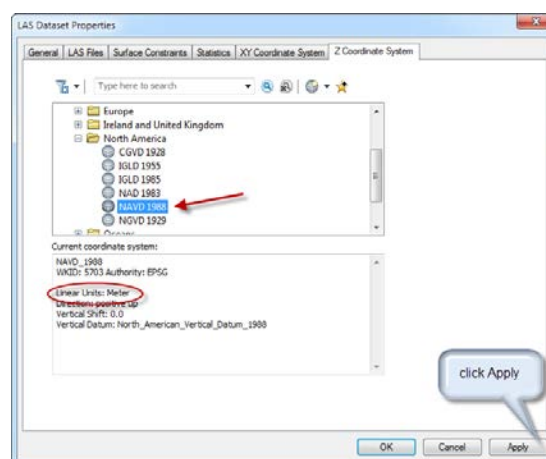 LAS Dataset Properties
General LAS Files Surface Constraints Statistics XY Coordinate System Z Coordinate System
Type here to search
Europe
Ireland and United Kingdom
North America
CGVD 1928
IGLD 1955
IGLD 1985
NAD 1983
NAVD 1988
NGVD 1929
Oceans
Current coordinate system:
NAVD_1988
WKID: 5703 Authority: EPSG
Linear Units: Meter
Direction: positive up
Vertical Shift: 0.0
Vertical Datum: North_American_Vertical_Datum_1988
click Apply
OK Cancel Apply